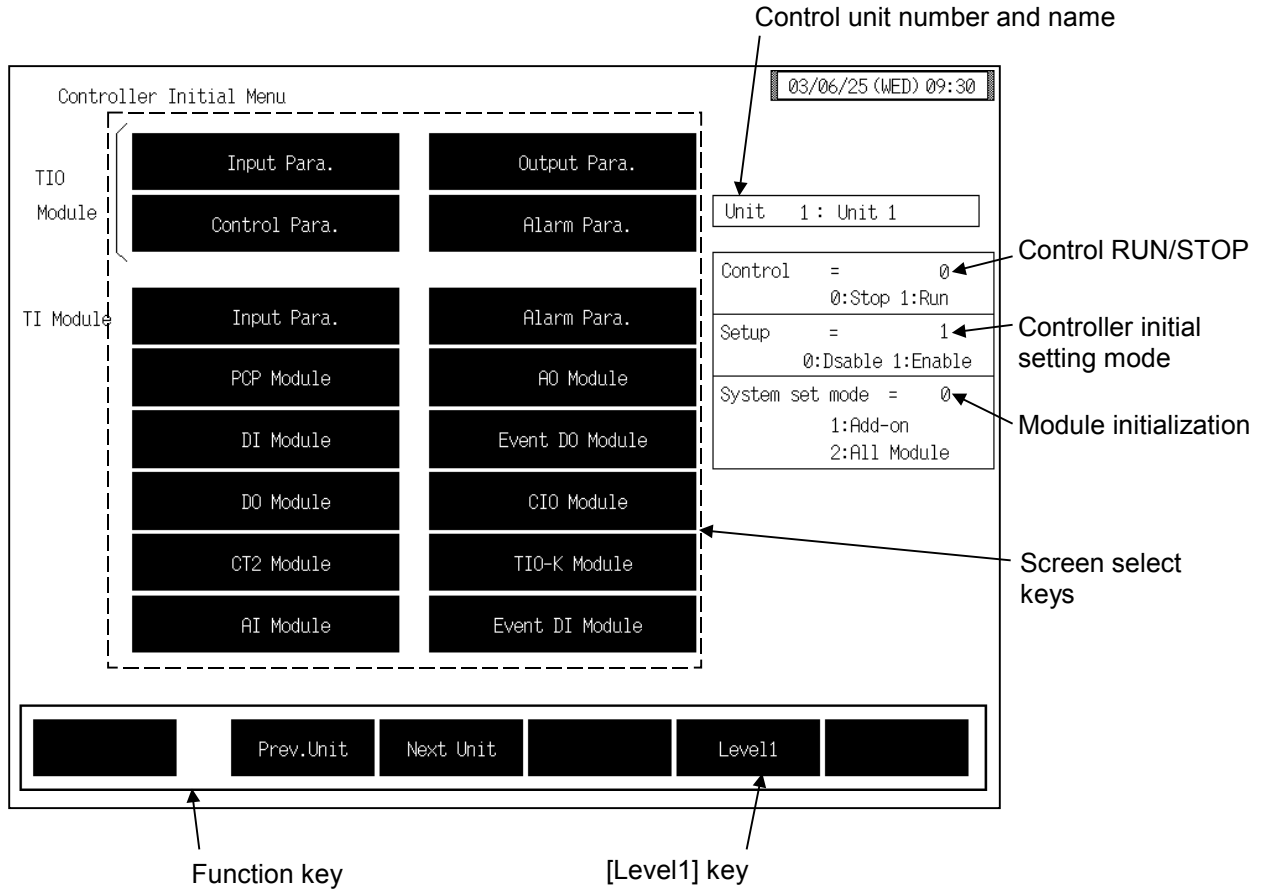 Control unit number and name
03/06/25(WED) 09:30
Controller Initial Menu
TIO
Module
Input Para.
Output Para.
Control Para.
Alarm Para.
Unit 1: Unit 1
Control = 0
0:Stop 1:Run
Control RUN/STOP
TI Module
Input Para.
Alarm Para.
Setup = 1
0:Dsable 1:Enable
Controller initial
setting mode
PCP Module
AO Module
System set mode = 0
1:Add-on
2:All Module
Module initialization
DI Module
Event DO Module
DO Module
CIO Module
CT2 Module
TIO-K Module
Screen select
keys
AI Module
Event DI Module
Prev.Unit
Next Unit
Level1
Function key
[Level1] key